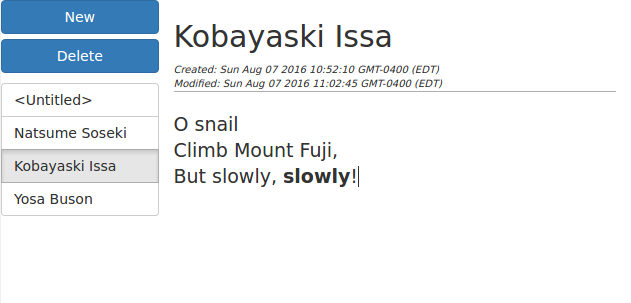 New
Delete
<Untitled>
Natsume Soseki
Kobayaski Issa
Yosa Buson
Kobayaski Issa
Created: Sun Aug 07 2016 10:52:10 GMT-0400 (EDT)
Modified: Sun Aug 07 2016 11:02:45 GMT-0400 (EDT)
O snail
Climb Mount Fuji,
But slowly, slowly!